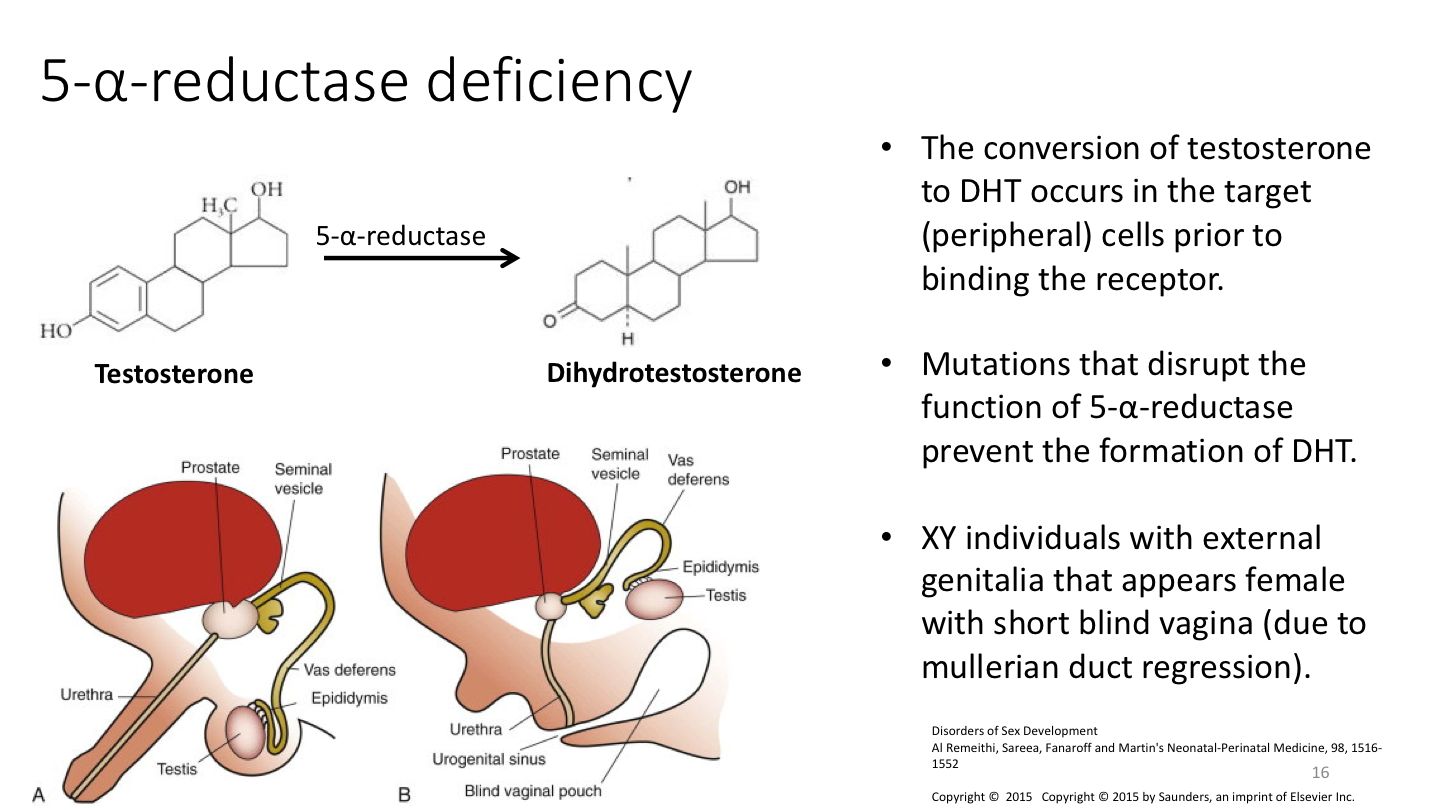 5-α-reductase deficiency
OH
H₃C
HO
5-α-reductase
OH
O
H
Testosterone
Dihydrotestosterone
• The conversion of testosterone
to DHT occurs in the target
(peripheral) cells prior to
binding the receptor.
• Mutations that disrupt the
function of 5-α-reductase
prevent the formation of DHT.
• XY individuals with external
genitalia that appears female
with short blind vagina (due to
mullerian duct regression).
Prostate
Seminal
vesicle
Vas deferens
Epididymis
Urethra
Testis
A
Prostate
Seminal
vesicle
Vas
deferens
Epididymis
Testis
Urethra
Urogenital sinus
Blind vaginal pouch
B
Disorders of Sex Development
Al Remeithi, Sareea, Fanaroff and Martin's Neonatal-Perinatal Medicine, 98, 1516-
1552
16
Copyright © 2015 Copyright © 2015 by Saunders, an imprint of Elsevier Inc.